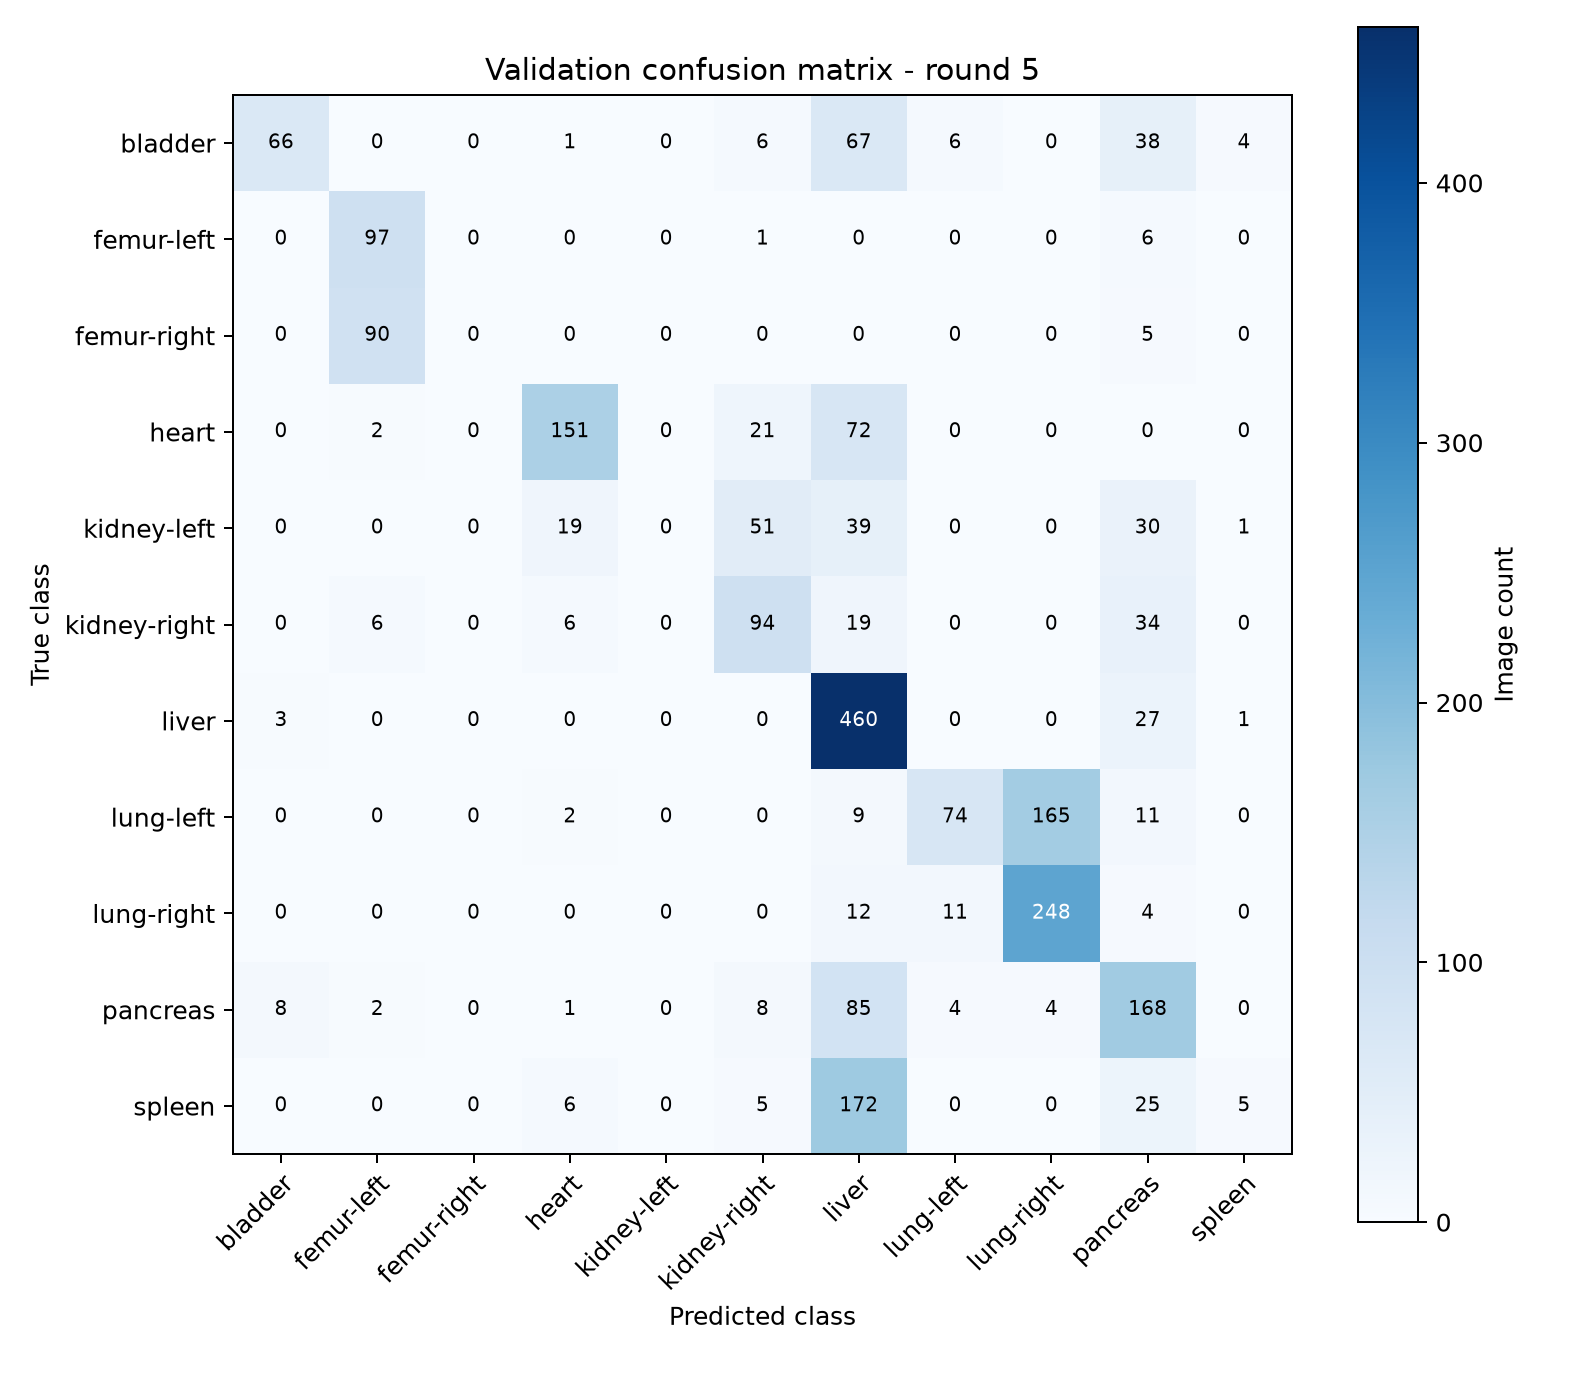 Validation confusion matrix - round 5
bladder 66 0 0 1 0 6 67 6 0 38 4
femur-left 0 97 0 0 0 1 0 0 0 6 0
femur-right 0 90 0 0 0 0 0 0 0 5 0
heart 0 2 0 151 0 21 72 0 0 0 0
kidney-left 0 0 0 19 0 51 39 0 0 30 1
kidney-right 0 6 0 6 0 94 19 0 0 34 0
liver 3 0 0 0 0 0 460 0 0 27 1
lung-left 0 0 0 2 0 0 9 74 165 11 0
lung-right 0 0 0 0 0 0 12 11 248 4 0
pancreas 8 2 0 1 0 8 85 4 4 168 0
spleen 0 0 0 6 0 5 172 0 0 25 5
bladder femur-left femur-right heart kidney-left kidney-right liver lung-left lung-right pancreas spleen
Predicted class
True class
400
300
200
100
0
Image count